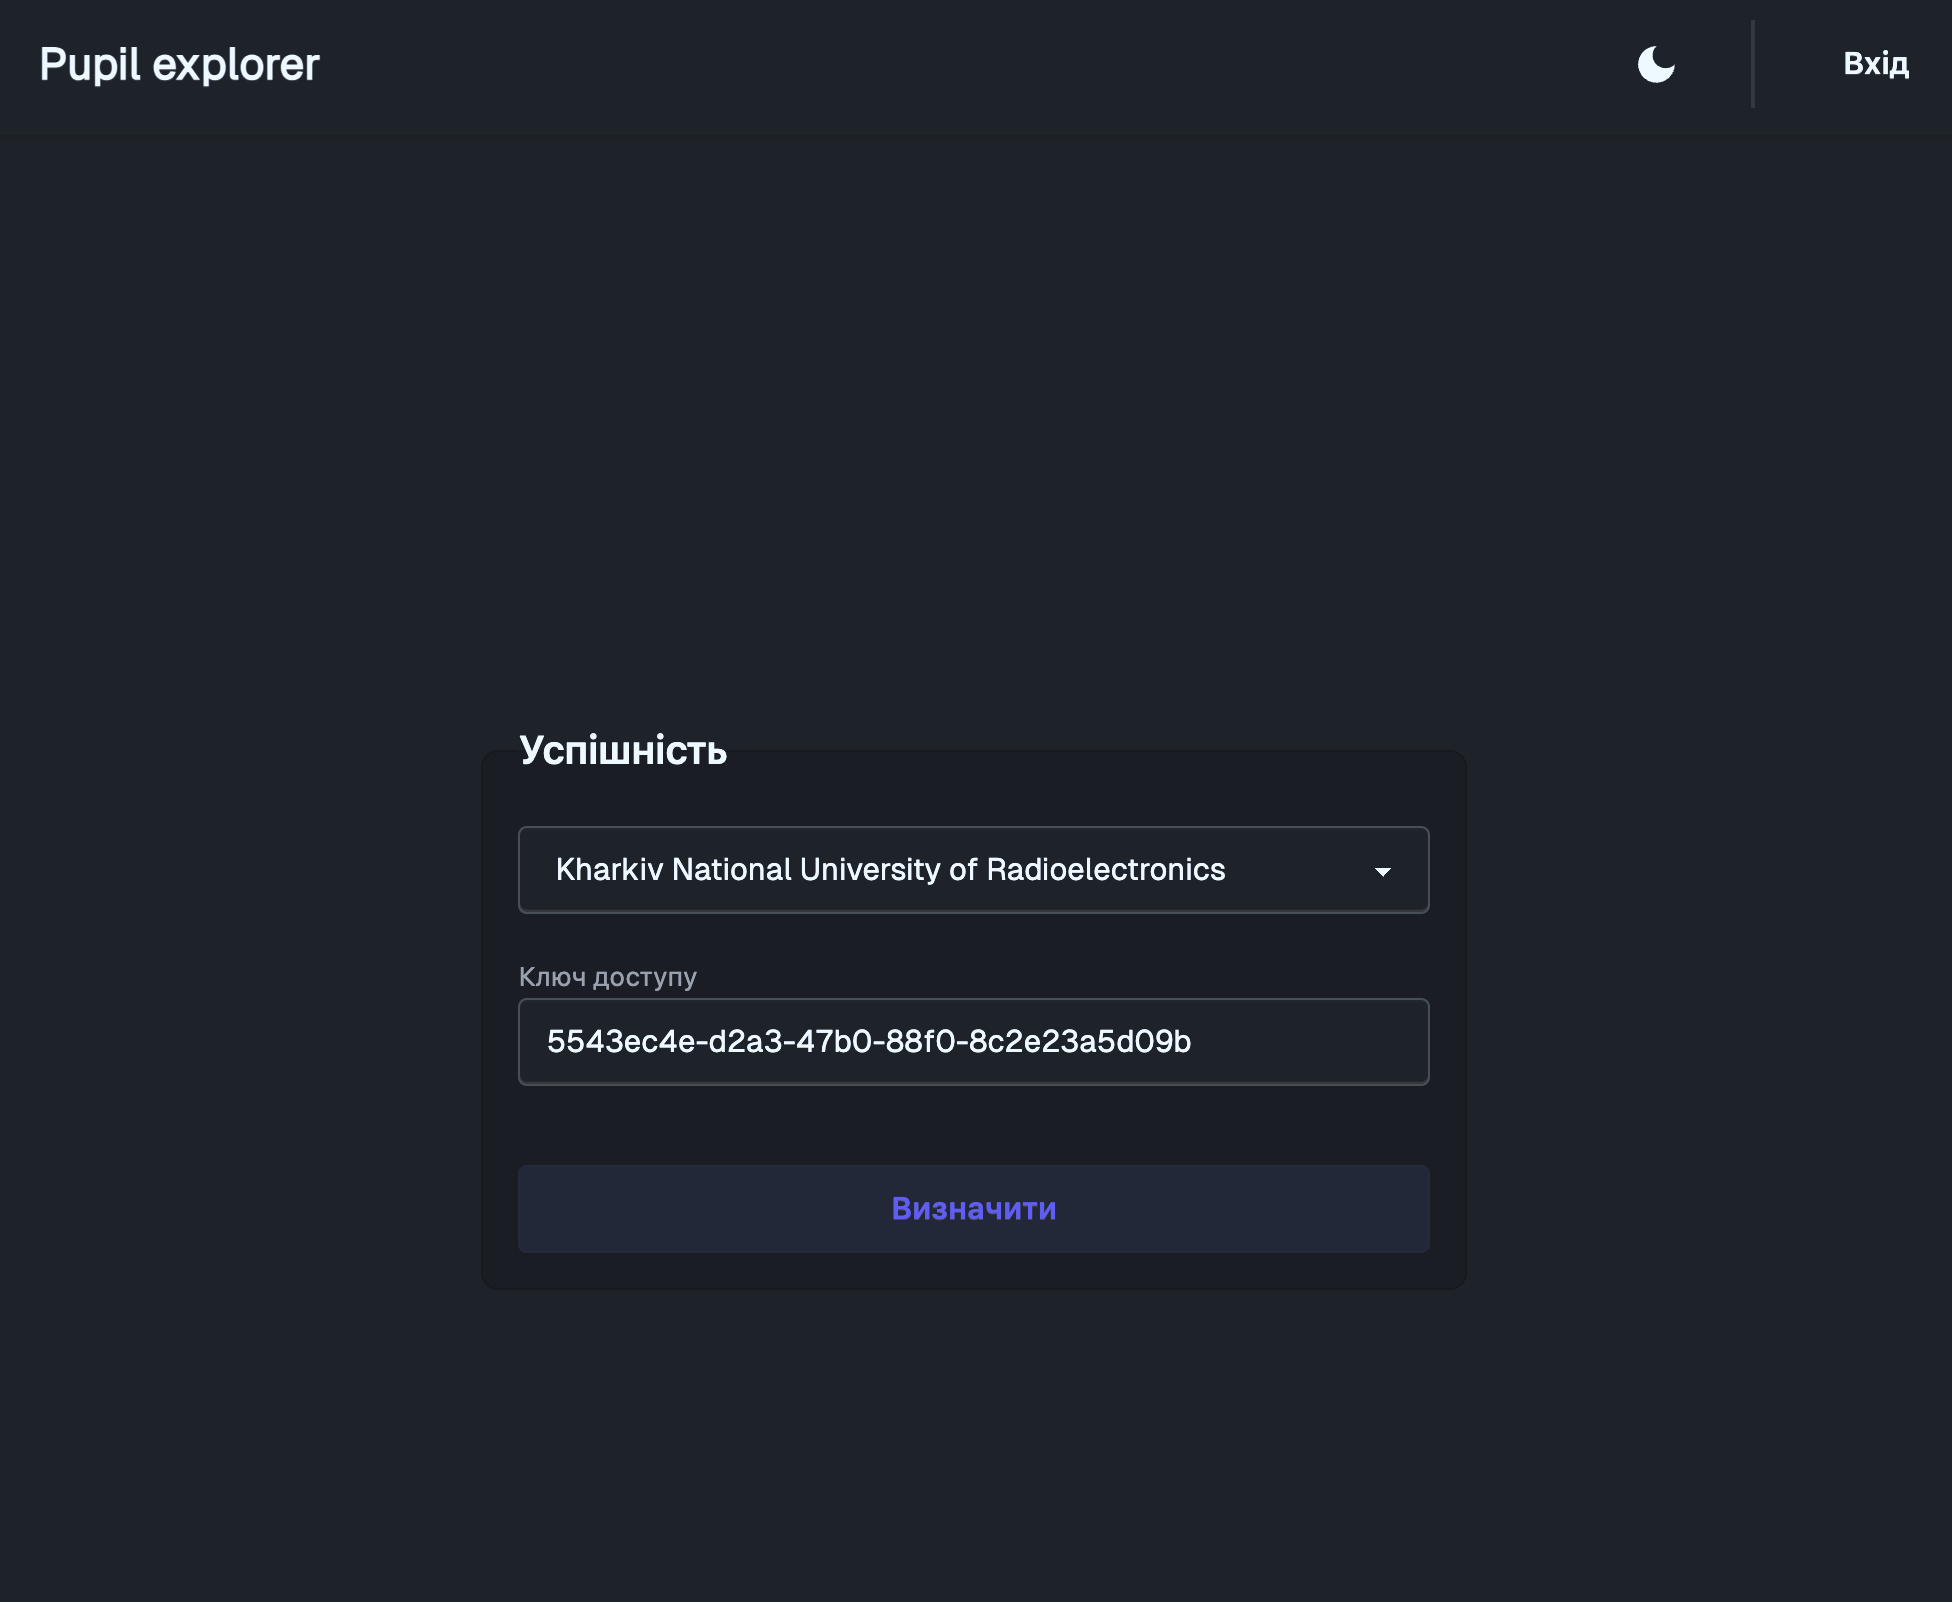 Pupil explorer
Вхід
Успішність
Kharkiv National University of Radioelectronics
Ключ доступу
5543ec4e-d2a3-47b0-88f0-8c2e23a5d09b
Визначити